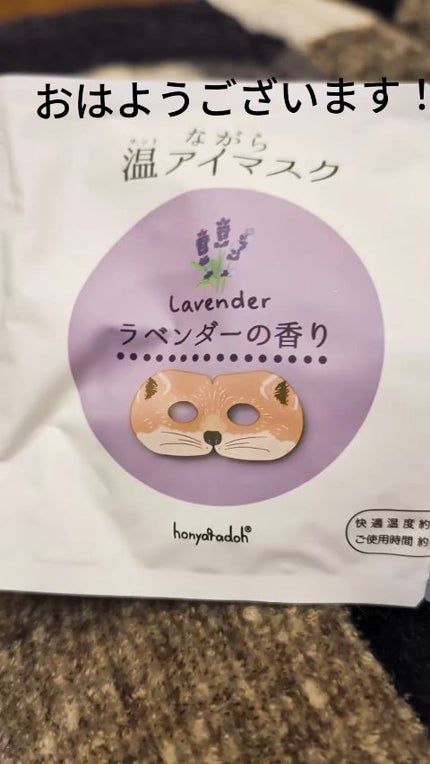 おはようございます！
ながら
温アイマスク
Lavender
ラベンダーの香り
honyaradoh®
快適温度約
ご使用時間 約